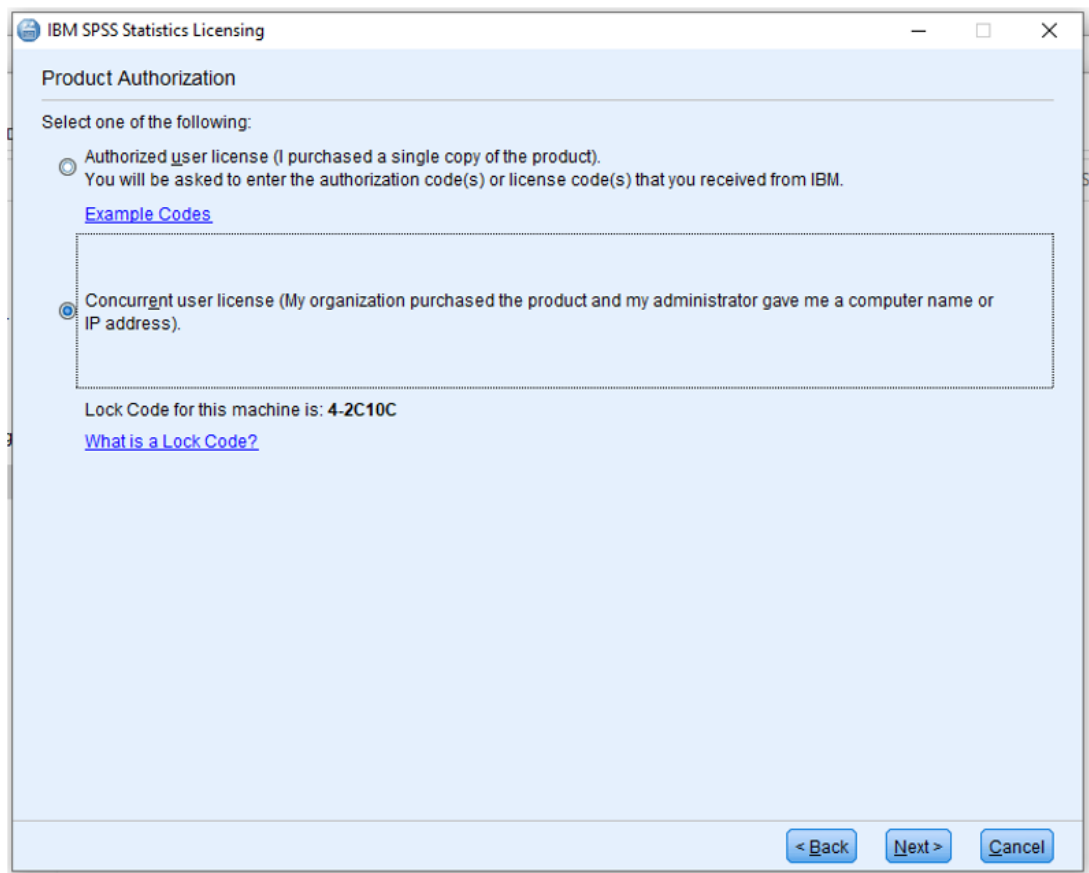 IBM SPSS Statistics Licensing
Product Authorization
Select one of the following:
Authorized user license (I purchased a single copy of the product).
You will be asked to enter the authorization code(s) or license code(s) that you received from IBM.
Example Codes
Concurrent user license (My organization purchased the product and my administrator gave me a computer name or
IP address).
Lock Code for this machine is: 4-2C10C
What is a Lock Code?
< Back Next > Cancel